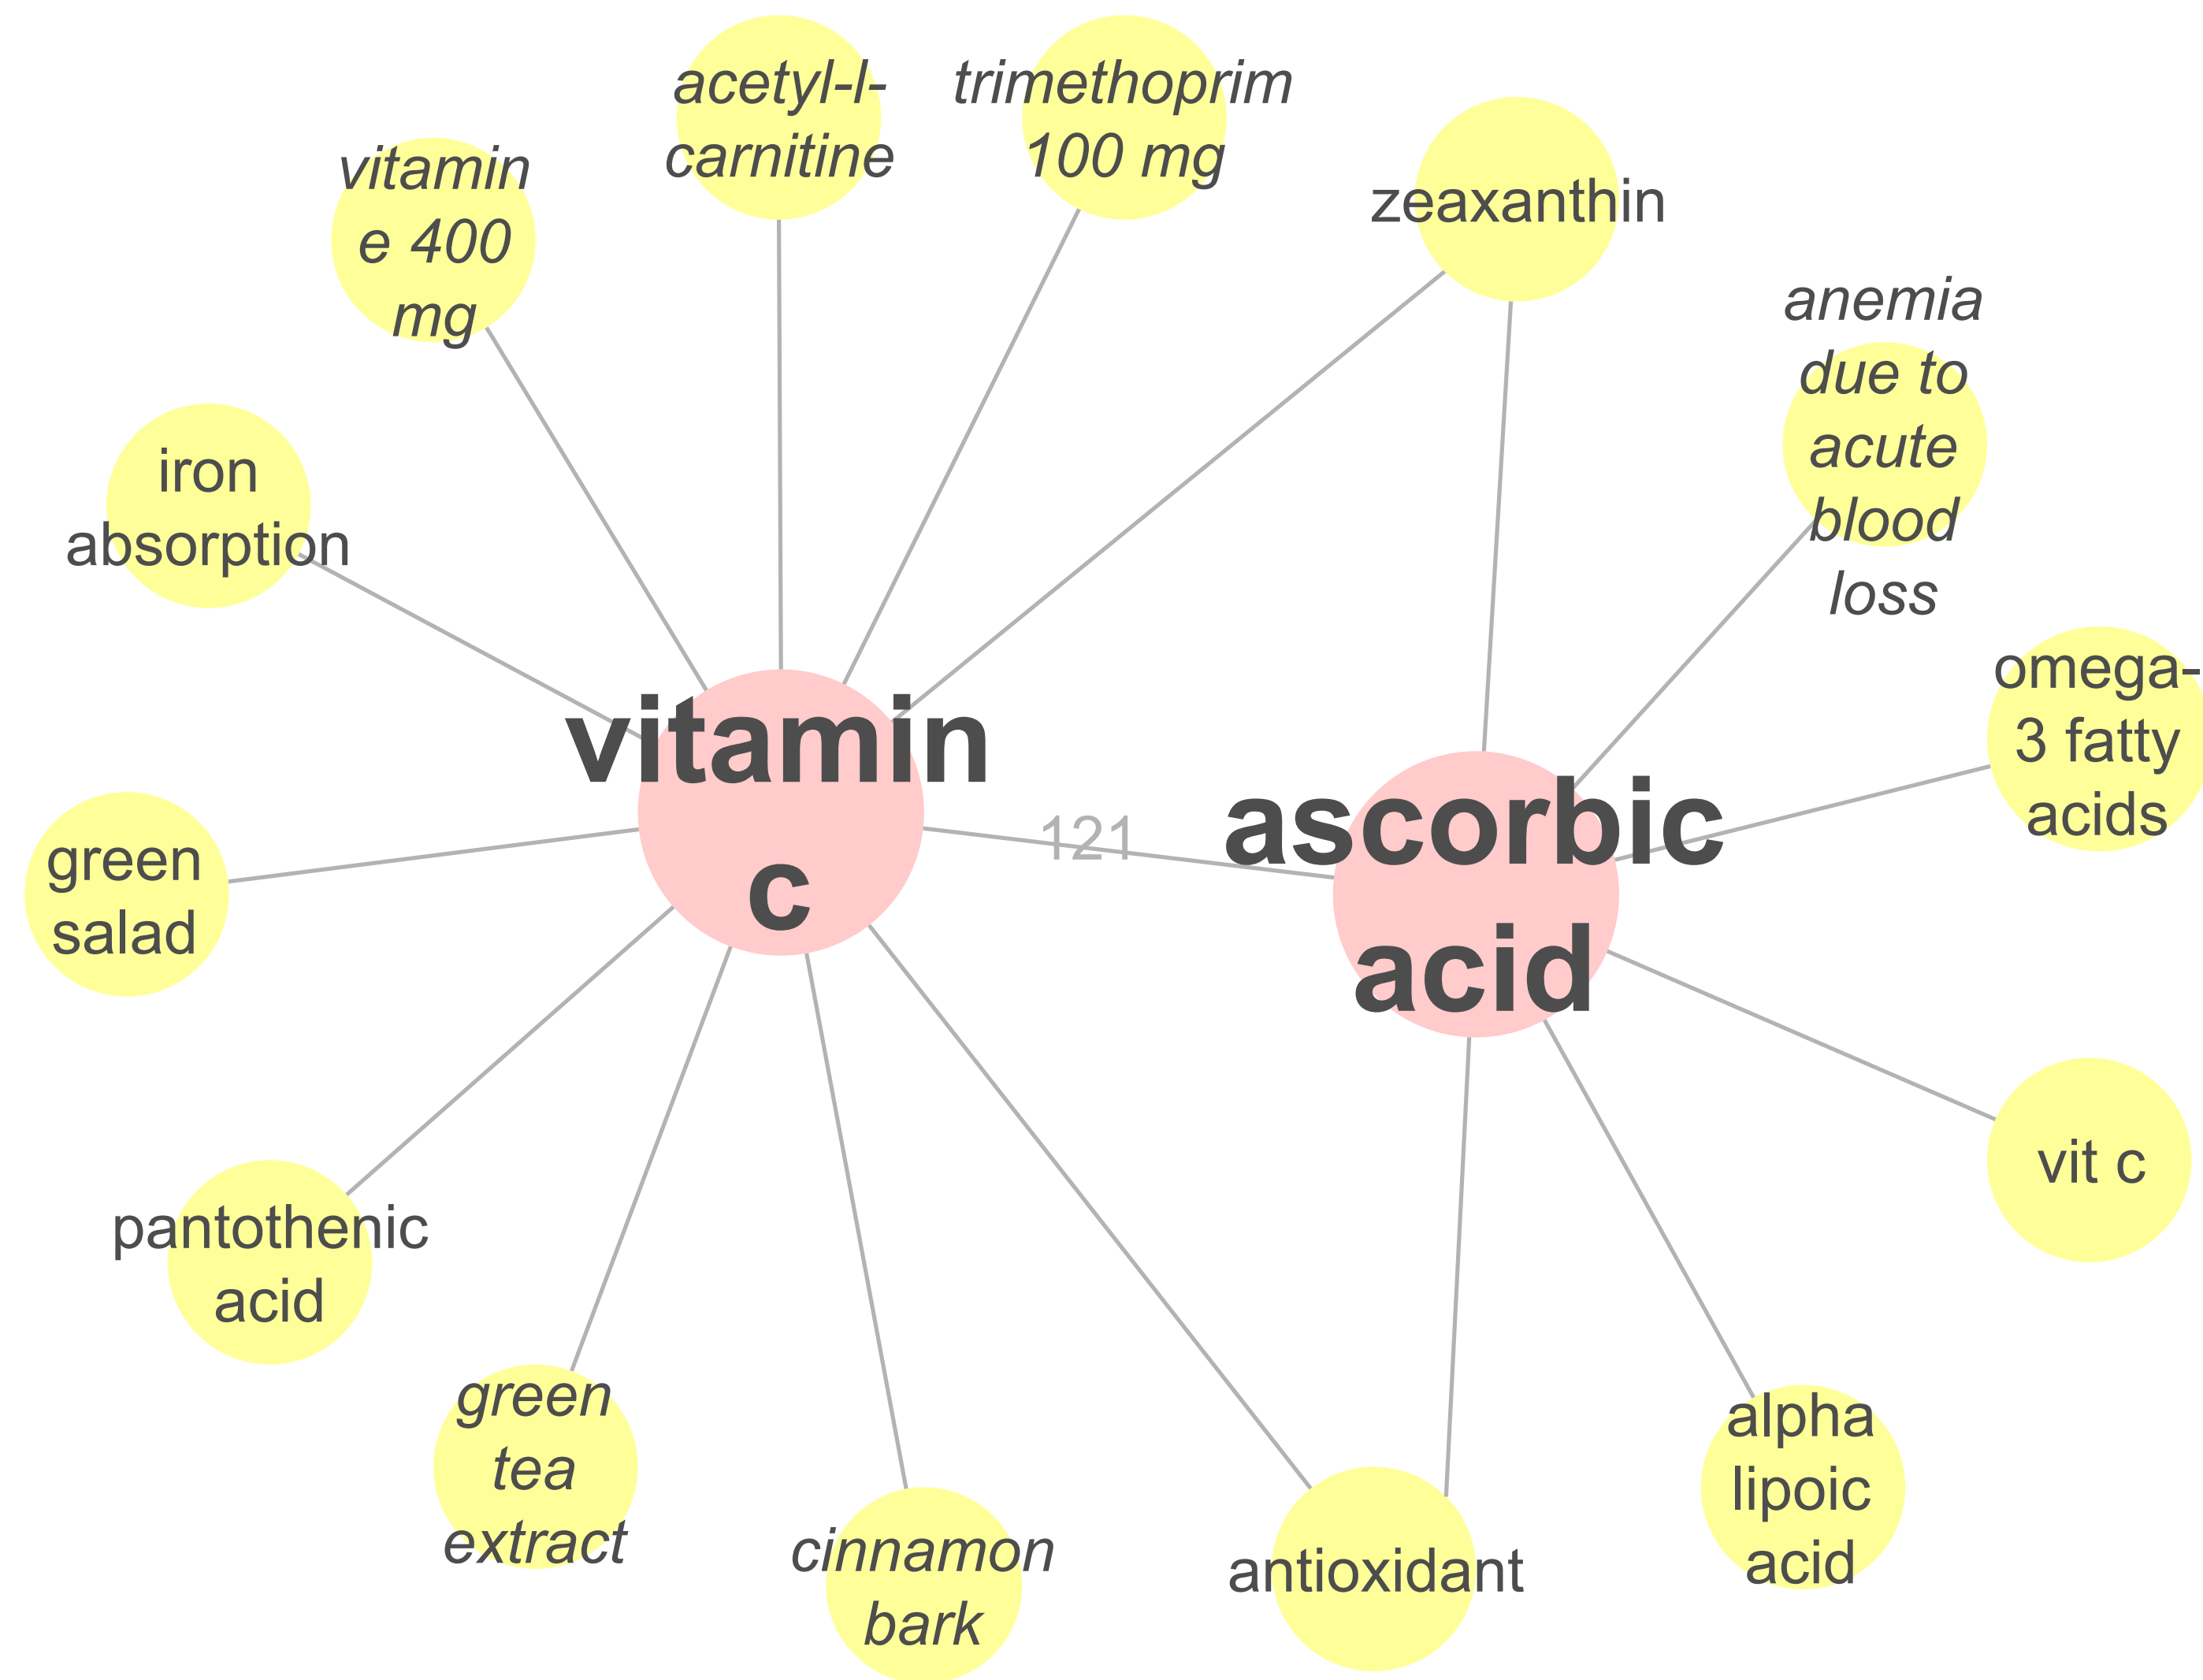 acetyl-l-
carnitine
trimethoprim
100 mg
vitamin
e 400
mg
zeaxanthin
anemia
due to
acute
blood
loss
iron
absorption
omega-
3 fatty
acids
vitamin
c
121
ascorbic
acid
green
salad
vit c
pantothenic
acid
green
tea
extract
cinnamon
bark
antioxidant
alpha
lipoic
acid